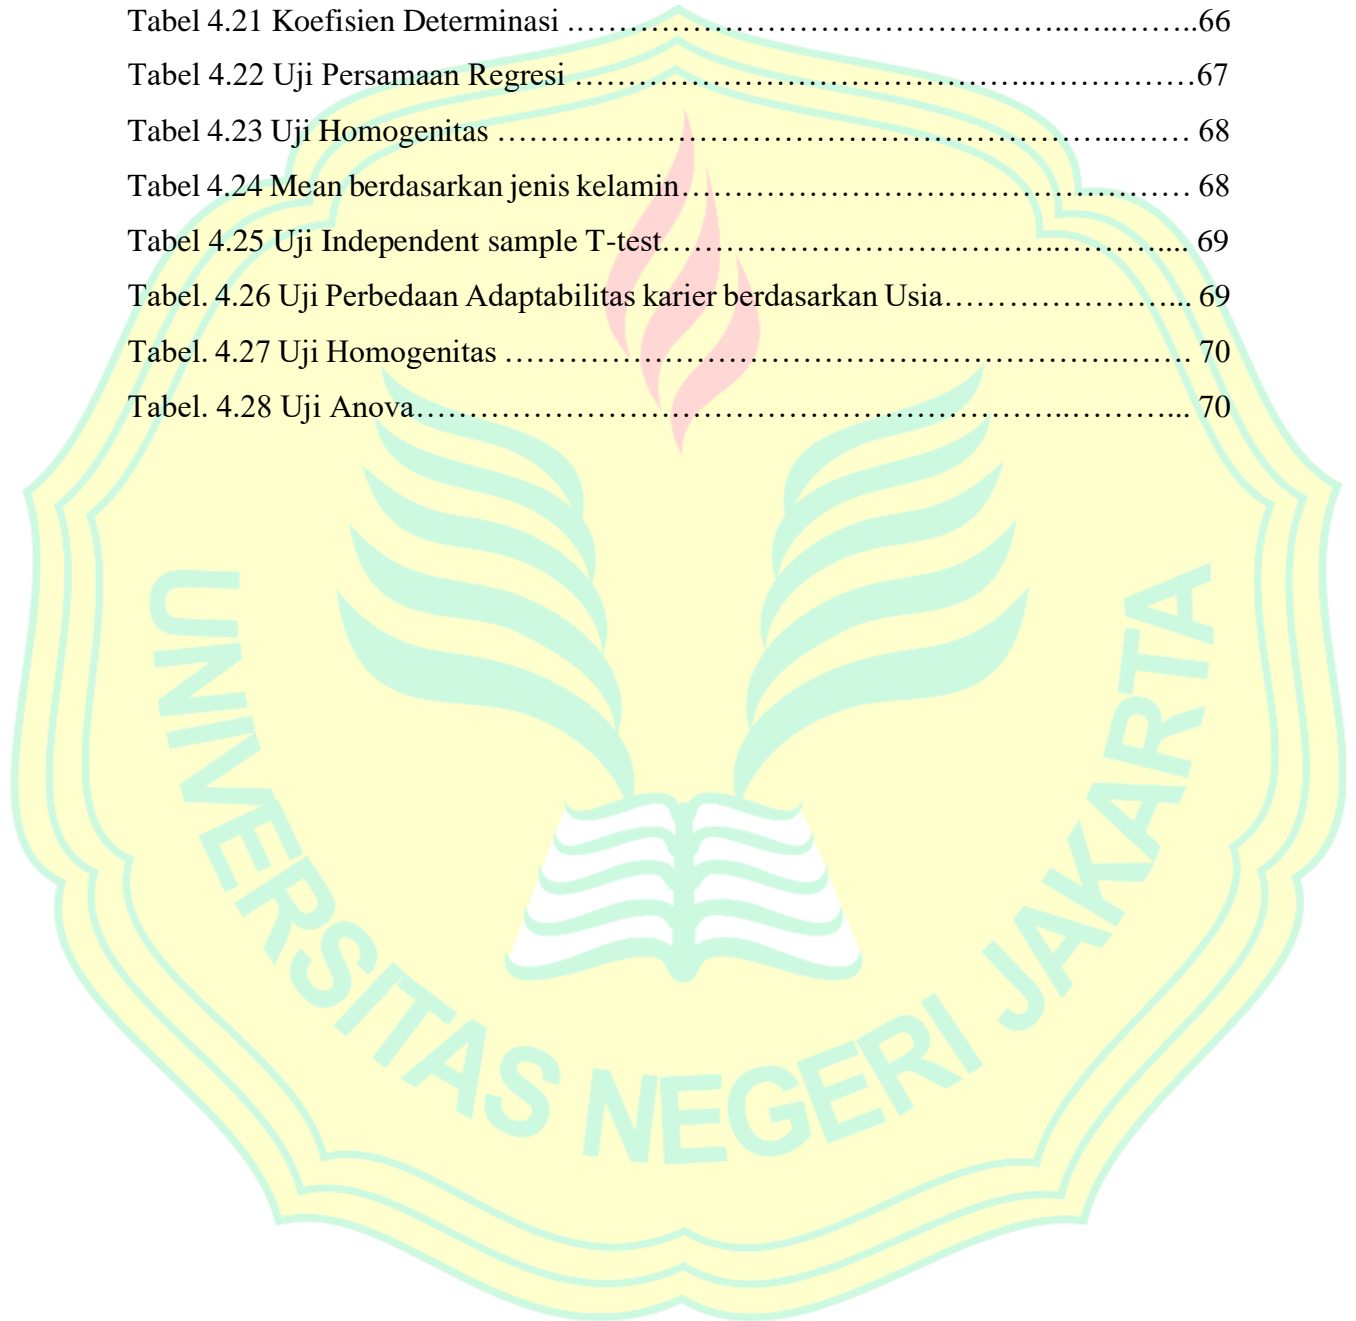 Tabel 4.21 Koefisien Determinasi ………………………………………………..…..……..66
Tabel 4.22 Uji Persamaan Regresi …………………………………………..……………67
Tabel 4.23 Uji Homogenitas …………………………………………………………...…… 68
Tabel 4.24 Mean berdasarkan jenis kelamin………………………………………….…… 68
Tabel 4.25 Uji Independent sample T-test…………………………………..………... 69
Tabel. 4.26 Uji Perbedaan Adaptabilitas karier berdasarkan Usia…………………... 69
Tabel. 4.27 Uji Homogenitas ……………………………………………………….……. 70
Tabel. 4.28 Uji Anova……………………………………………………………..………... 70
UNIVERSITAS NEGERI JAKARTA